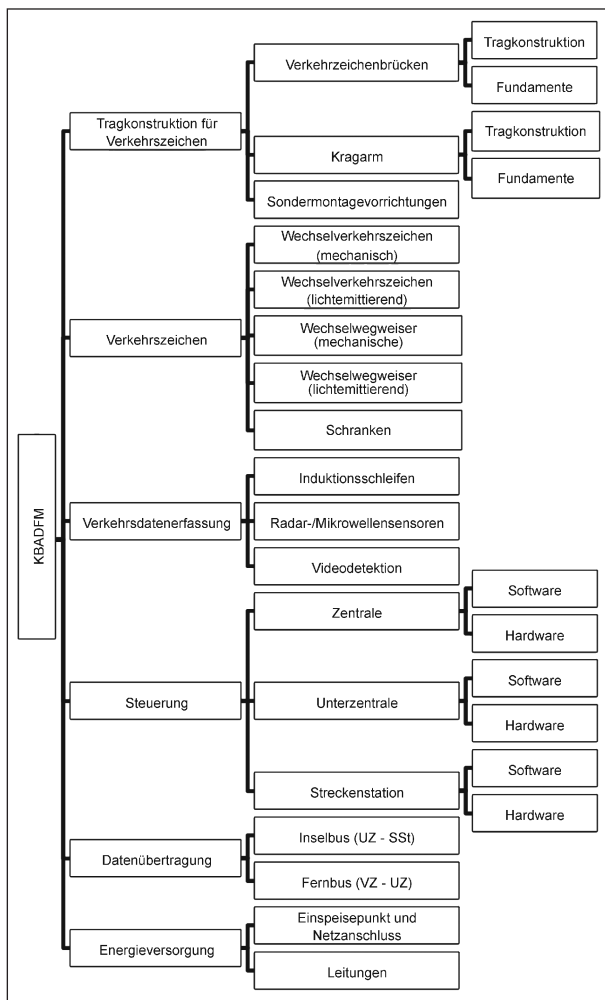 KBADFM
Tragkonstruktion für
Verkehrszeichen
Verkehrzeichenbrücken
Tragkonstruktion
Fundamente
Kragarm
Tragkonstruktion
Fundamente
Sondermontagevorrichtungen
Verkehrszeichen
Wechselverkehrszeichen
(mechanisch)
Wechselverkehrszeichen
(lichtemittierend)
Wechselwegweiser
(mechanische)
Wechselwegweiser
(lichtemittierend)
Schranken
Verkehrsdatenerfassung
Induktionsschleifen
Radar-/Mikrowellensensoren
Videodetektion
Steuerung
Zentrale
Software
Hardware
Unterzentrale
Software
Hardware
Streckenstation
Software
Hardware
Datenübertragung
Inselbus (UZ - SSt)
Fernbus (VZ - UZ)
Energieversorgung
Einspeisepunkt und
Netzanschluss
Leitungen